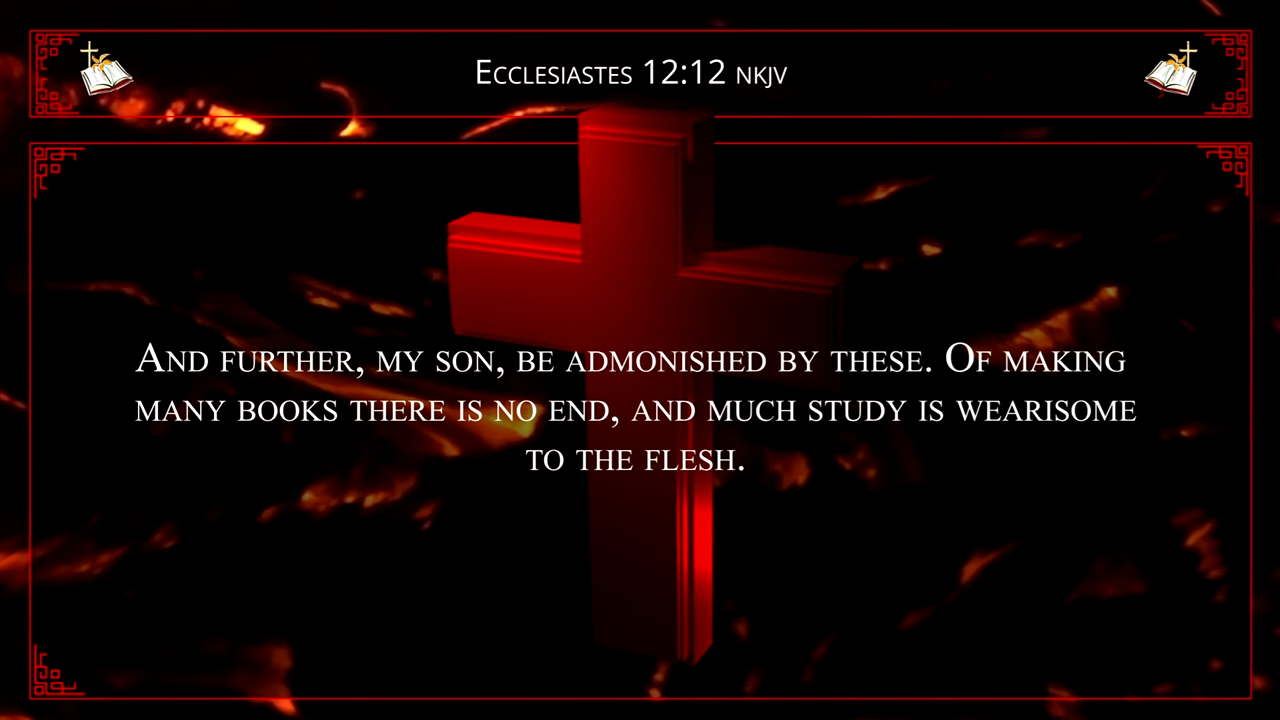 Ecclesiastes 12:12 NKJV
And further, my son, be admonished by these. Of making
many books there is no end, and much study is wearisome
to the flesh.